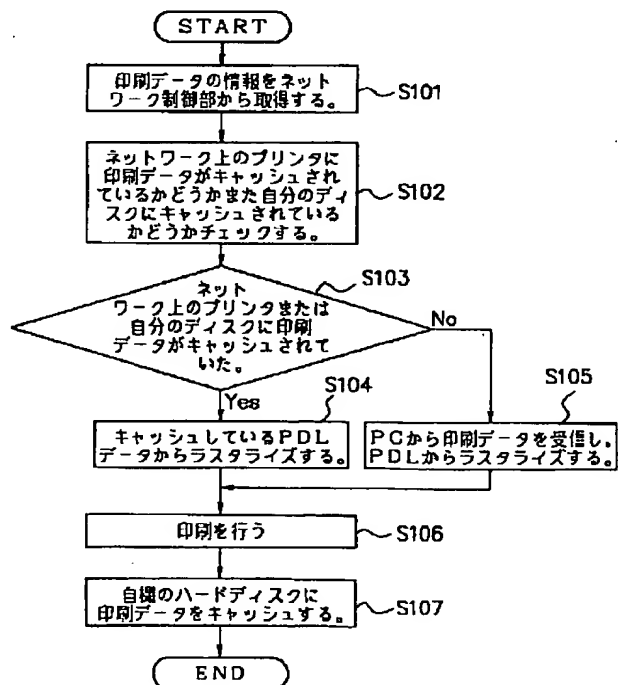 START
印刷データの情報をネット
ワーク制御部から取得する。
S101
ネットワーク上のプリンタに
印刷データがキャッシュされ
ているかどうかまた自分のディ
スクにキャッシュされている
かどうかチェックする。
S102
S103
ネット
ワーク上のプリンタまたは
自分のディスクに印刷
データがキャッシュされて
いた。
No
Yes
S104
キャッシュしているPDL
データからラスタライズする。
S105
PCから印刷データを受信し、
PDLからラスタライズする。
印刷を行う
S106
自機のハードディスクに
印刷データをキャッシュする。
S107
END